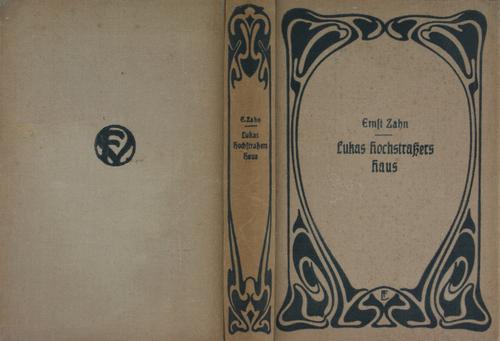 E. Zahn
Lukas
Hochstraßers
Haus
Ernst Zahn
Lukas Hochstraßers
Haus